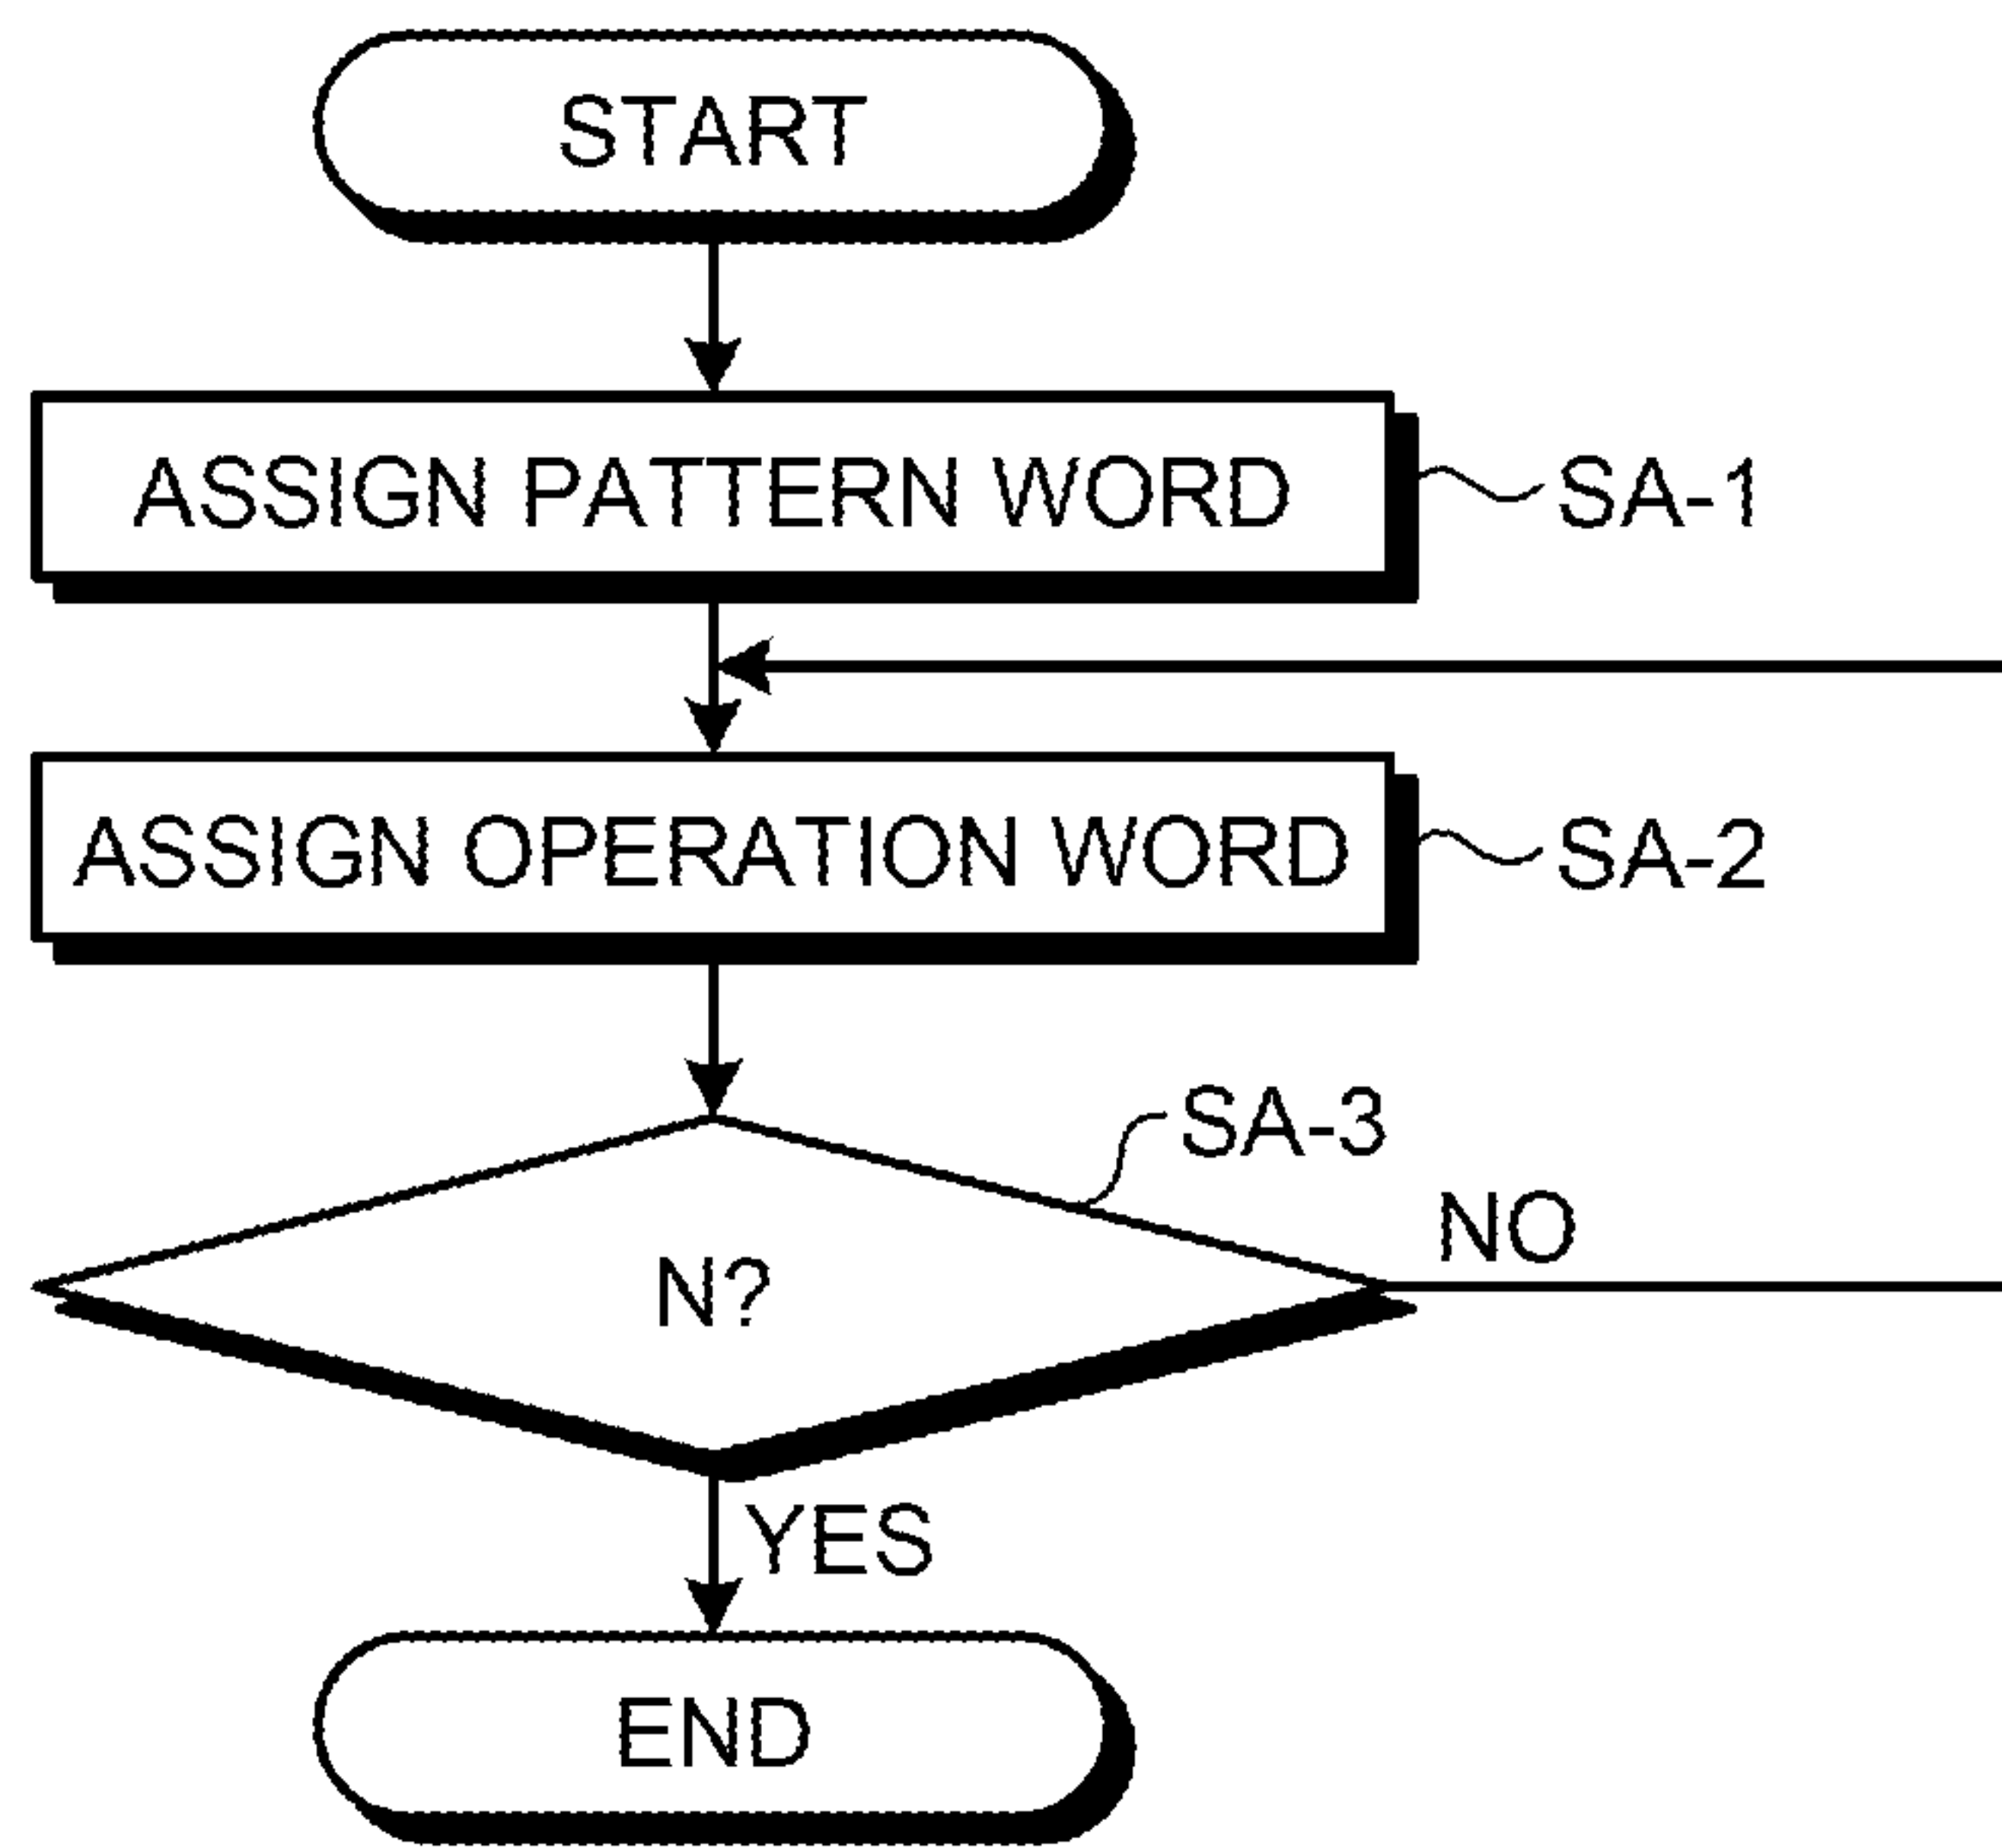 START
ASSIGN PATTERN WORD
SA-1
ASSIGN OPERATION WORD
SA-2
SA-3
NO
N?
YES
END